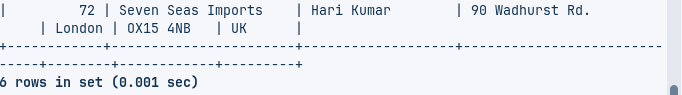 |         72 | Seven Seas Imports    | Hari Kumar        | 90 Wadhurst Rd.
     | London | OX15 4NB   | UK      |
+------------+-----------------------+-------------------+-------------------------
-----+--------+------------+---------+
6 rows in set (0.001 sec)